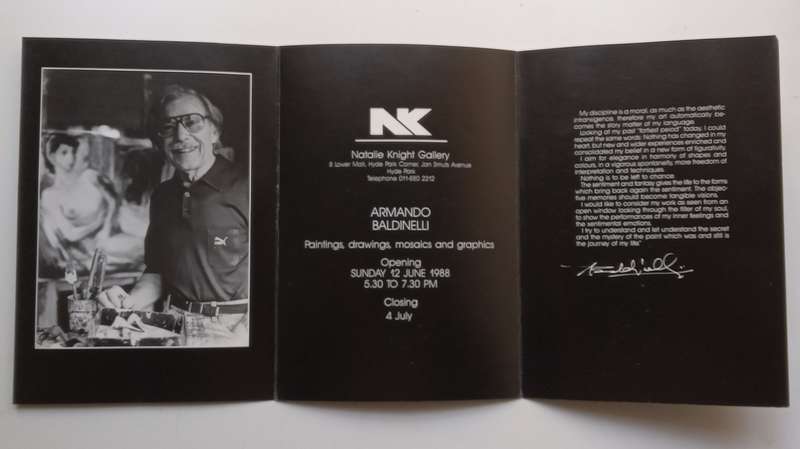 NK
Natalie Knight Gallery
8 Lower Mall, Hyde Park Corner, Jan Smuts Avenue
Hyde Park
Telephone 011-880 2212
ARMANDO
BALDINELLI
Paintings, drawings, mosaics and graphics
Opening
SUNDAY 12 JUNE 1988
5.30 TO 7.30 PM
Closing
4 July
My discipline is a moral, as much as the aesthetic
intransigence, therefore my art automatically be-
comes the story matter of my language.
Looking at my past "fortiest period" today, I could
repeat the same words: Nothing has changed in my
heart, but new and wider experiences enriched and
consolidated my belief in a new form of figurativity.
I aim for elegance in harmony of shapes and
colours, in a vigorous spontaneity, more freedom of
interpretation and techniques.
Nothing is to be left to chance.
The sentiment and fantasy gives the life to the forms
which bring back again the sentiment. The objec-
tive memories should become tangible visions.
I would like to consider my work as seen from an
open window looking through the filter of my soul,
to show the performances of my inner feelings and
the sentimental emotions.
I try to understand and let understand the secret
and the mystery of the paint which was and still is
the journey of my life."